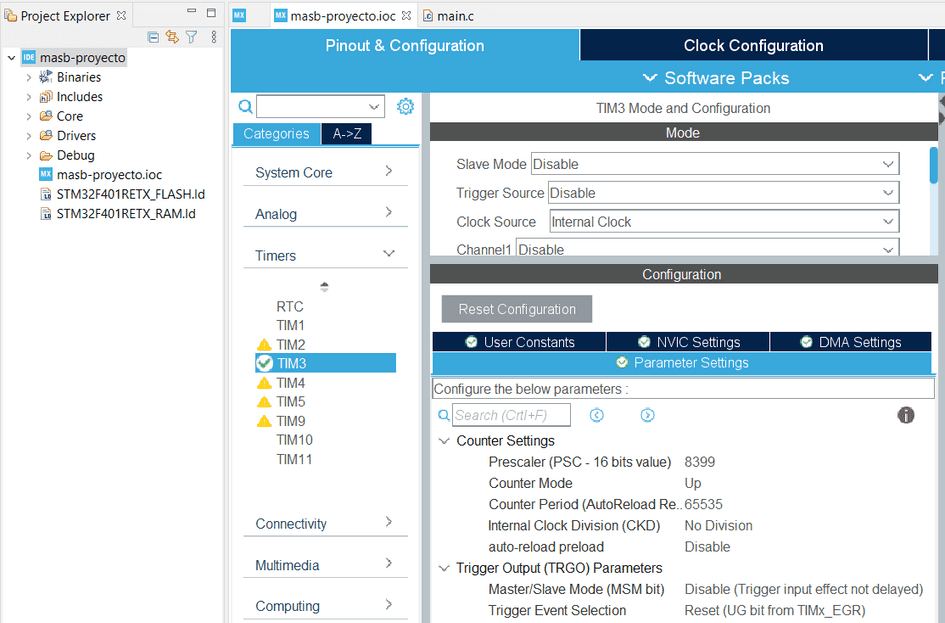 Project Explorer
masb-proyecto
Binaries
Includes
Core
Drivers
Debug
masb-proyecto.ioc
STM32F401RETX_FLASH.ld
STM32F401RETX_RAM.ld
MX
MX masb-proyecto.ioc
main.c
Pinout & Configuration
Clock Configuration
Software Packs
P
Categories
A->Z
System Core
Analog
Timers
RTC
TIM1
TIM2
TIM3
TIM4
TIM5
TIM9
TIM10
TIM11
Connectivity
Multimedia
Computing
TIM3 Mode and Configuration
Mode
Slave Mode Disable
Trigger Source Disable
Clock Source Internal Clock
Channel1 Disable
Configuration
Reset Configuration
User Constants
NVIC Settings
DMA Settings
Parameter Settings
Configure the below parameters :
Search (Crtl+F)
Counter Settings
Prescaler (PSC - 16 bits value) 8399
Counter Mode Up
Counter Period (AutoReload Re.. 65535
Internal Clock Division (CKD) No Division
auto-reload preload Disable
Trigger Output (TRGO) Parameters
Master/Slave Mode (MSM bit) Disable (Trigger input effect not delayed)
Trigger Event Selection Reset (UG bit from TIMx_EGR)